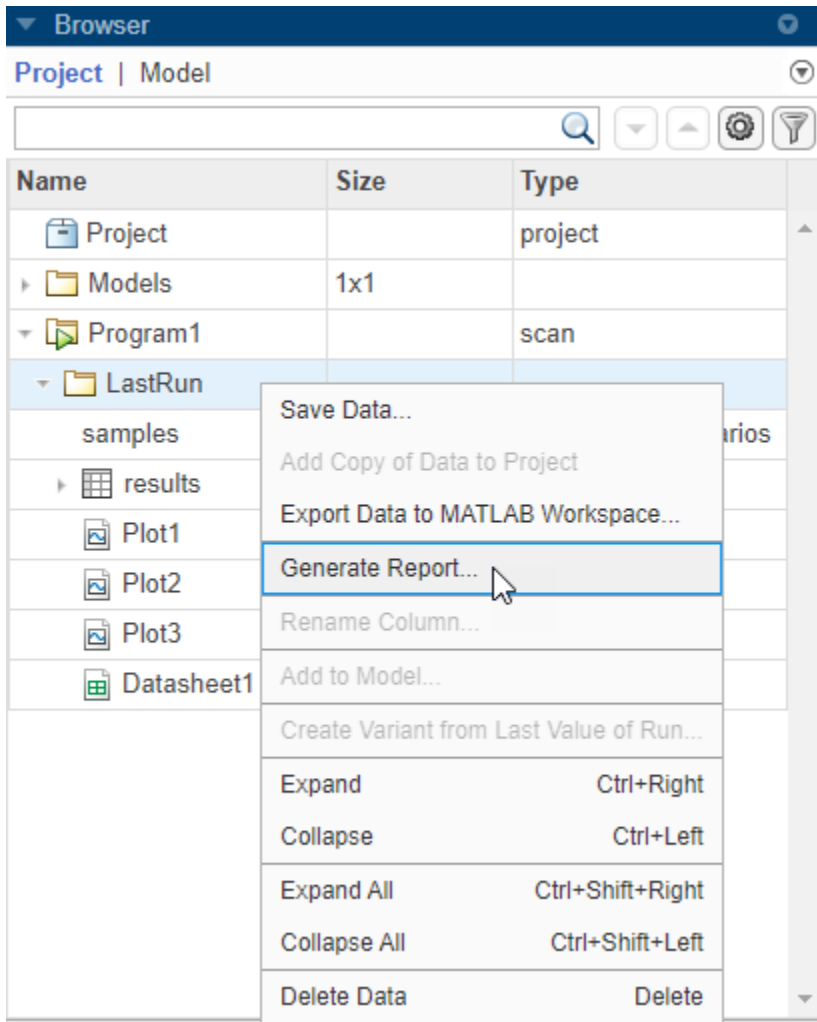 Browser
Project | Model
Name Size Type
Project project
Models 1x1
Program1 scan
LastRun
Save Data...
samples
Add Copy of Data to Project
results
Export Data to MATLAB Workspace...
Plot1
Generate Report...
Plot2
Rename Column...
Plot3
Add to Model...
Datasheet1
Create Variant from Last Value of Run...
Expand Ctrl+Right
Collapse Ctrl+Left
Expand All Ctrl+Shift+Right
Collapse All Ctrl+Shift+Left
Delete Data Delete